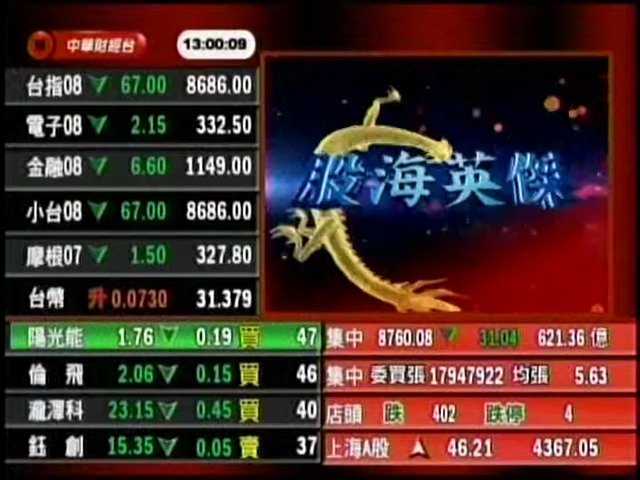 中華財經台 13:00:09
台指08 67.00 8686.00
電子08 2.15 332.50
金融08 6.60 1149.00
小台08 67.00 8686.00
摩根07 1.50 327.80
台幣 升0.0730 31.379
股海英傑
陽光能 1.76 0.19 買 47
倫飛 2.06 0.15 買 46
瀧澤科 23.15 0.45 買 40
鈺創 15.35 0.05 賣 37
集中 8760.08 31.04 621.36 億
集中 委買張 17947922 均張 5.63
店頭 跌 402 跌停 4
上海A股 46.21 4367.05